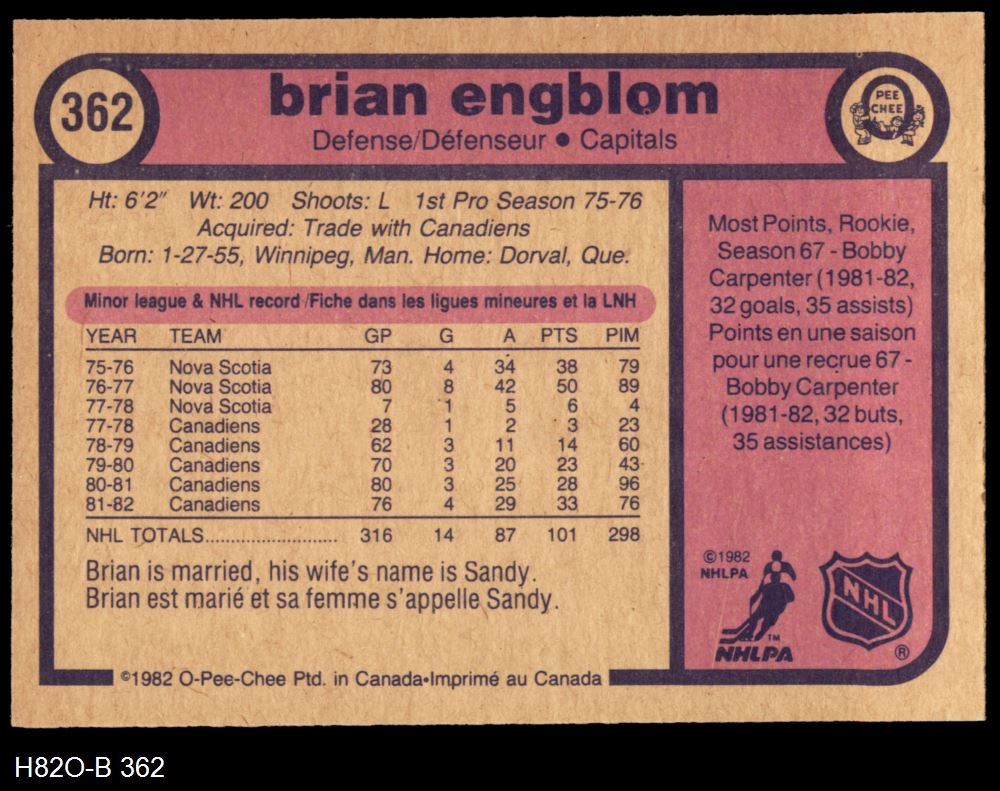 362
brian engblom
Defense/Défenseur • Capitals
PEE
CHEE
Ht: 6'2" Wt: 200 Shoots: L 1st Pro Season 75-76
Acquired: Trade with Canadiens
Born: 1-27-55, Winnipeg, Man. Home: Dorval, Que.
Minor league & NHL record/Fiche dans les ligues mineures et la LNH
YEAR TEAM GP G A PTS PIM
75-76 Nova Scotia 73 4 34 38 79
76-77 Nova Scotia 80 8 42 50 89
77-78 Nova Scotia 7 1 5 6 4
77-78 Canadiens 28 1 2 3 23
78-79 Canadiens 62 3 11 14 60
79-80 Canadiens 70 3 20 23 43
80-81 Canadiens 80 3 25 28 96
81-82 Canadiens 76 4 29 33 76
NHL TOTALS........................... 316 14 87 101 298
Brian is married, his wife's name is Sandy.
Brian est marié et sa femme s'appelle Sandy.
©1982 O-Pee-Chee Ptd. in Canada•Imprimé au Canada
Most Points, Rookie,
Season 67 - Bobby
Carpenter (1981-82,
32 goals, 35 assists)
Points en une saison
pour une recrue 67 -
Bobby Carpenter
(1981-82, 32 buts,
35 assistances)
©1982
NHLPA
TM
NHLPA
NHL
®
H82O-B 362